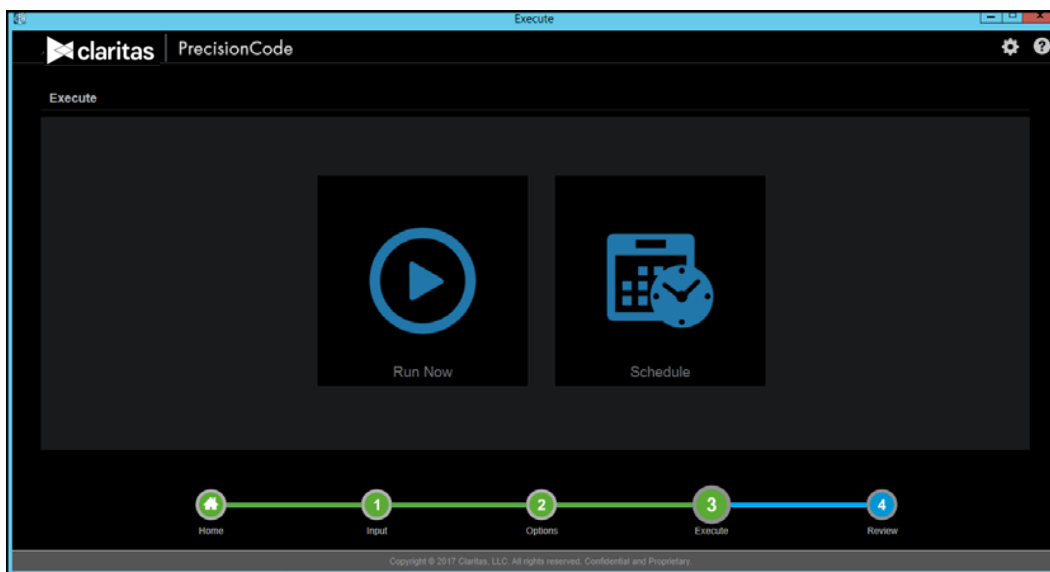 Execute
claritas PrecisionCode
Execute
Run Now Schedule
1 2 3 4
Home Input Options Execute Review
Copyright © 2017 Claritas, LLC. All rights reserved. Confidential and Proprietary.